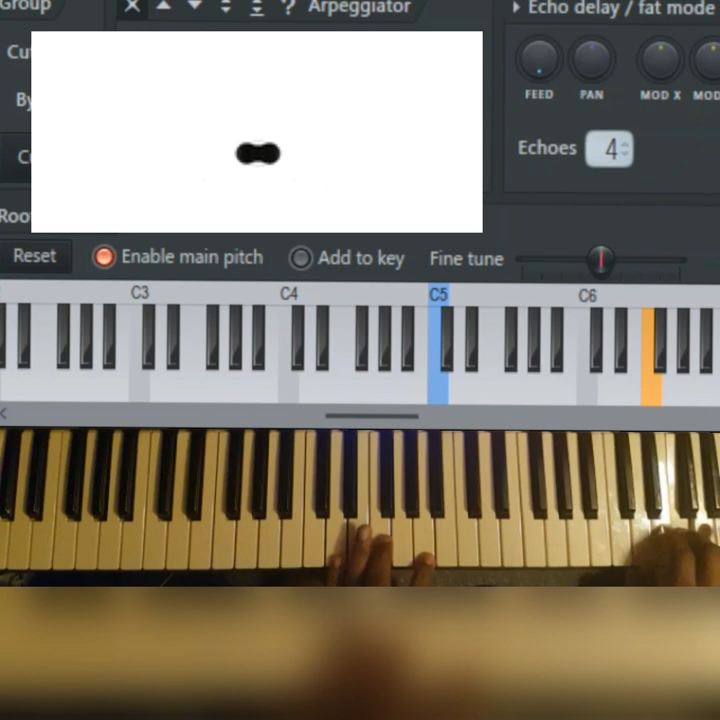 Group
? Arpeggiator
Echo delay / fat mode
FEED PAN MOD X MOD
Echoes 4
Reset Enable main pitch Add to key Fine tune
C3 C4 C5 C6